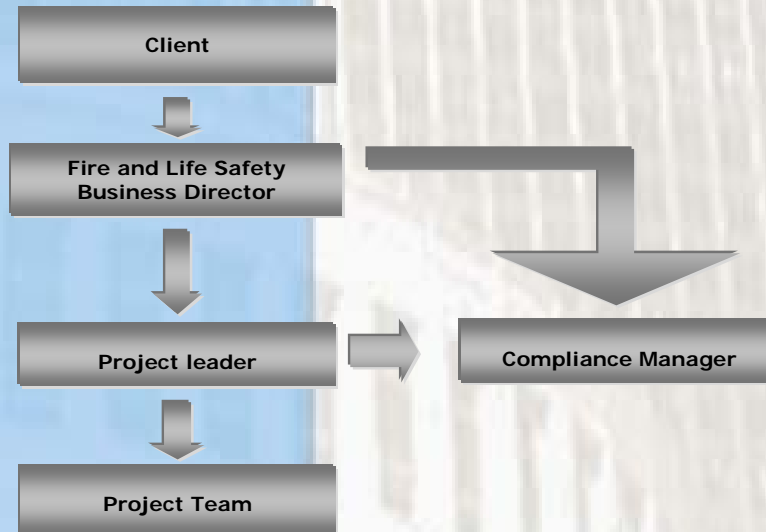 Client
Fire and Life Safety
Business Director
Project leader
Compliance Manager
Project Team